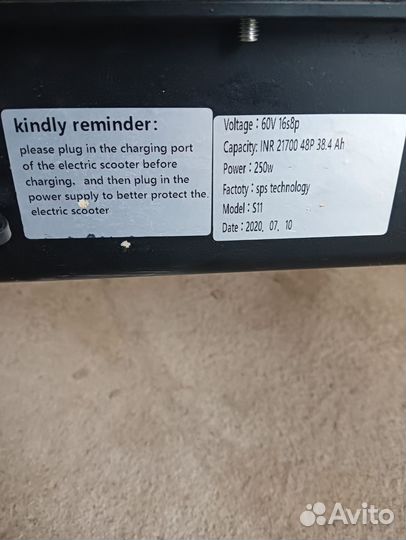 kindly reminder:
please plug in the charging port
of the electric scooter before
charging, and then plug in the
power supply to better protect the
electric scooter
Voltage : 60V 16s8p
Capacity: INR 21700 48P 38.4 Ah
Power : 250w
Factoty : sps technology
Model : S11
Date : 2020. 07. 10
Avito